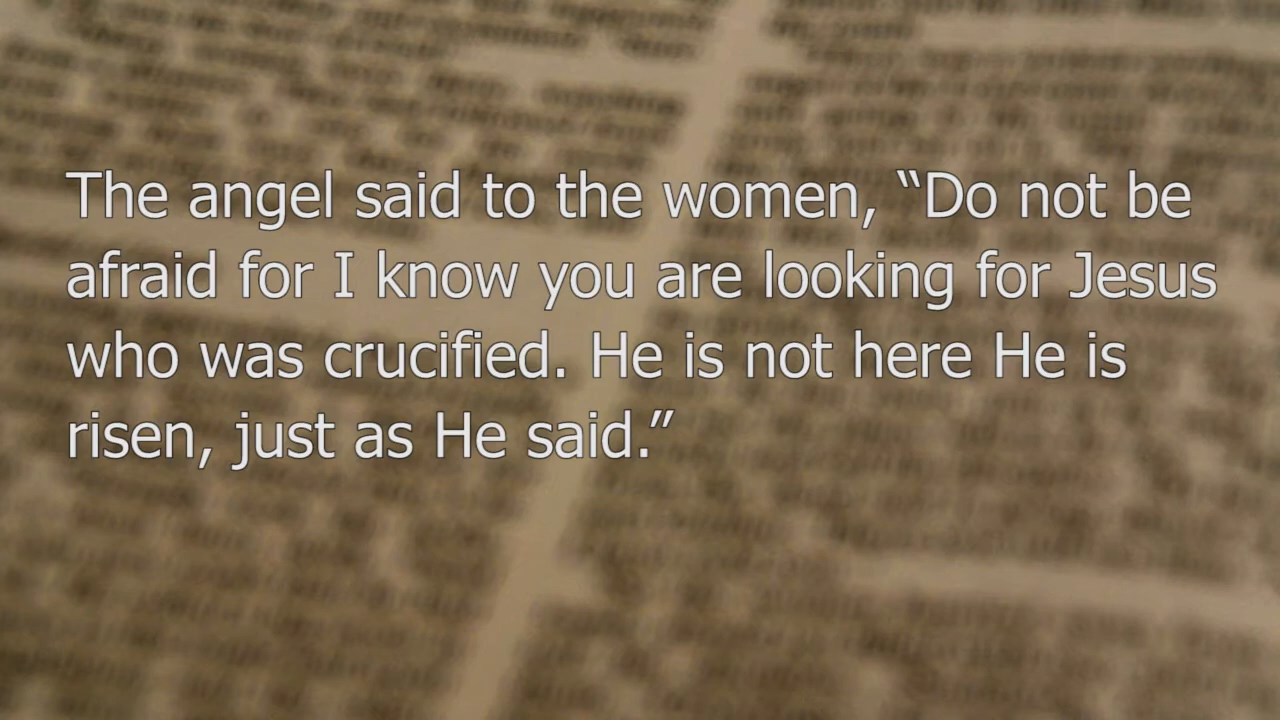 The angel said to the women, “Do not be
afraid for I know you are looking for Jesus
who was crucified. He is not here He is
risen, just as He said.”